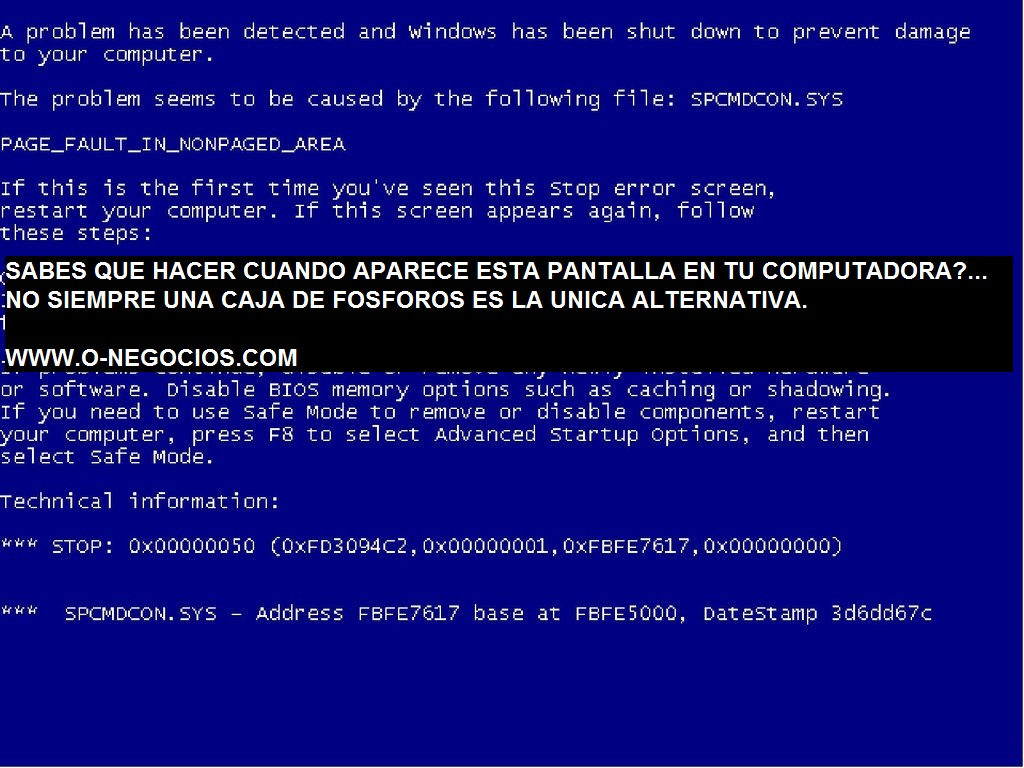 A problem has been detected and Windows has been shut down to prevent damage
to your computer.
The problem seems to be caused by the following file: SPCMDCON.SYS
PAGE_FAULT_IN_NONPAGED_AREA
If this is the first time you've seen this Stop error screen,
restart your computer. If this screen appears again, follow
these steps:
SABES QUE HACER CUANDO APARECE ESTA PANTALLA EN TU COMPUTADORA?...
NO SIEMPRE UNA CAJA DE FOSFOROS ES LA UNICA ALTERNATIVA.
WWW.O-NEGOCIOS.COM
or software. Disable BIOS memory options such as caching or shadowing.
If you need to use Safe Mode to remove or disable components, restart
your computer, press F8 to select Advanced Startup Options, and then
select Safe Mode.
Technical information:
*** STOP: 0x00000050 (0xFD3094C2,0x00000001,0xFBFE7617,0x00000000)
*** SPCMDCON.SYS - Address FBFE7617 base at FBFE5000, DateStamp 3d6dd67c